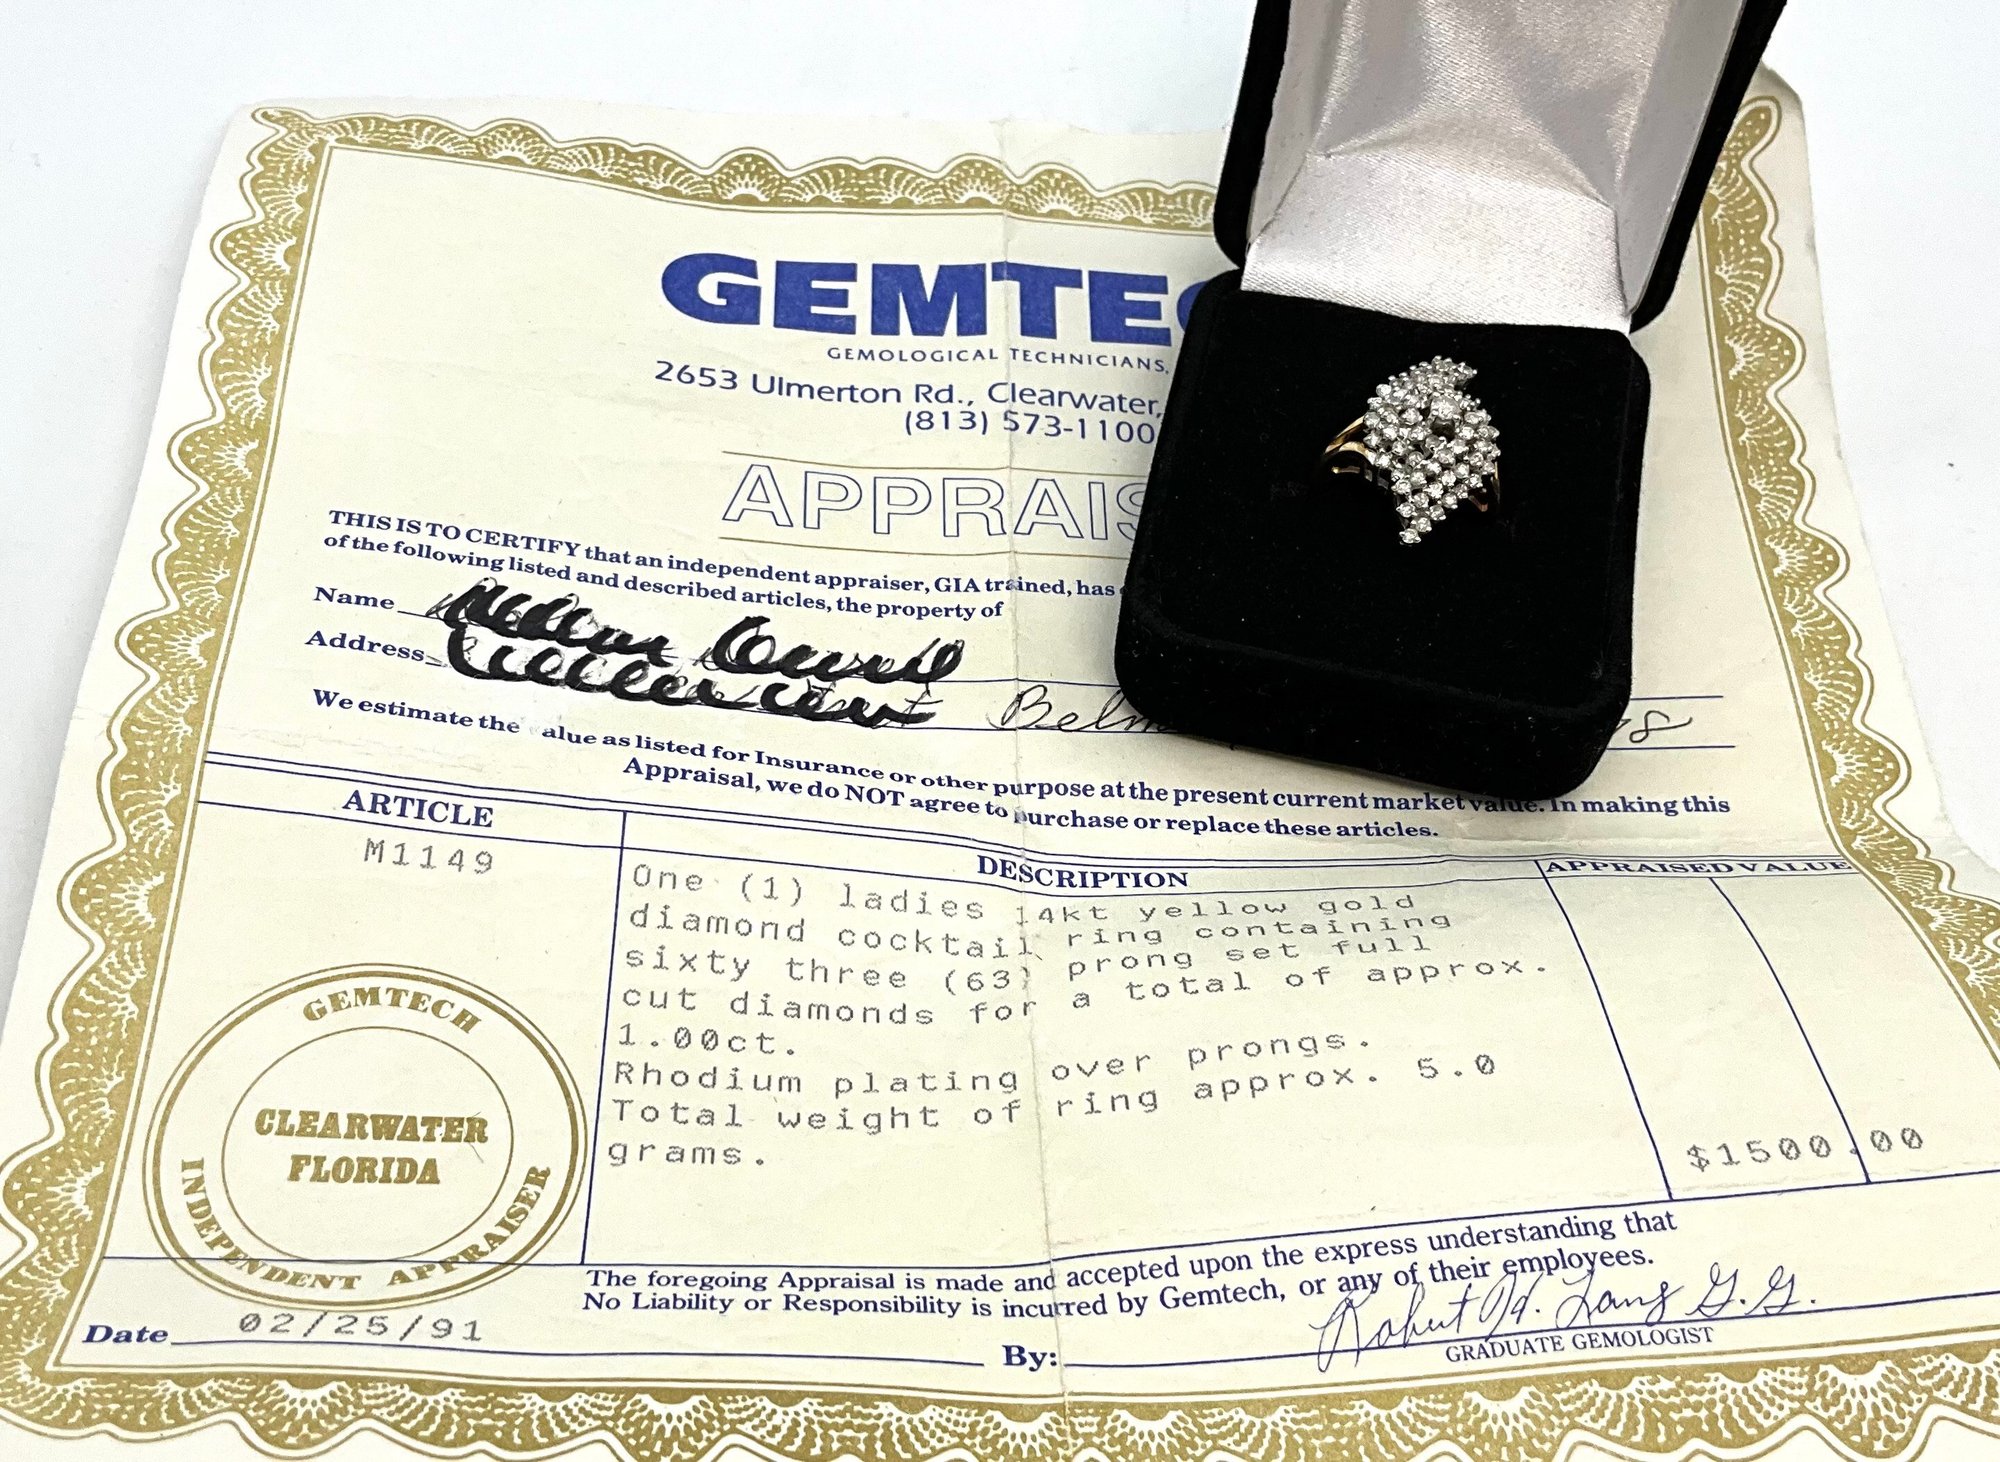 GEMTEC
GEMOLOGICAL TECHNICIANS,
2653 Ulmerton Rd., Clearwater,
(813) 573-1100
APPRAIS
THIS IS TO CERTIFY that an independent appraiser, GIA trained, has
of the following listed and described articles, the property of
Name
Address
We estimate the alue as listed for Insurance or other purpose at the present current market value. In making this
Appraisal, we do NOT agree to purchase or replace these articles.
ARTICLE DESCRIPTION APPRAISED VALUE
M1149
One (1) ladies 14kt yellow gold
diamond cocktail ring containing
sixty three (63) prong set full
cut diamonds for a total of approx.
1.00ct.
Rhodium plating over prongs.
Total weight of ring approx. 5.0
grams.
$1500.00
GEMTECH
CLEARWATER
FLORIDA
INDEPENDENT APPRAISER
The foregoing Appraisal is made and accepted upon the express understanding that
No Liability or Responsibility is incurred by Gemtech, or any of their employees.
Date 02/25/91
By: Robert H. Lang G.G.
GRADUATE GEMOLOGIST